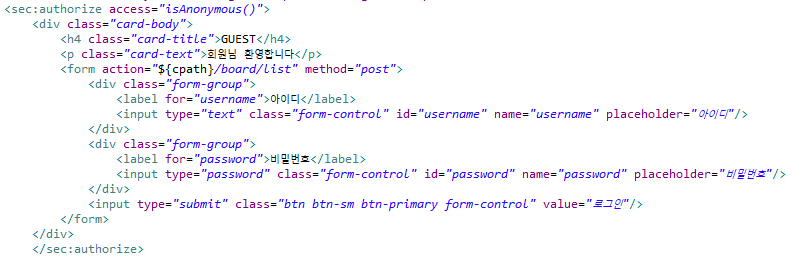 <sec:authorize access="isAnonymous()">
<div class="card-body">
<h4 class="card-title">GUEST</h4>
<p class="card-text">회원님 환영합니다</p>
<form action="${cpath}/board/list" method="post">
<div class="form-group">
<label for="username">아이디</label>
<input type="text" class="form-control" id="username" name="username" placeholder="아이디"/>
</div>
<div class="form-group">
<label for="password">비밀번호</label>
<input type="password" class="form-control" id="password" name="password" placeholder="비밀번호"/>
</div>
<input type="submit" class="btn btn-sm btn-primary form-control" value="로그인"/>
</form>
</div>
</sec:authorize>